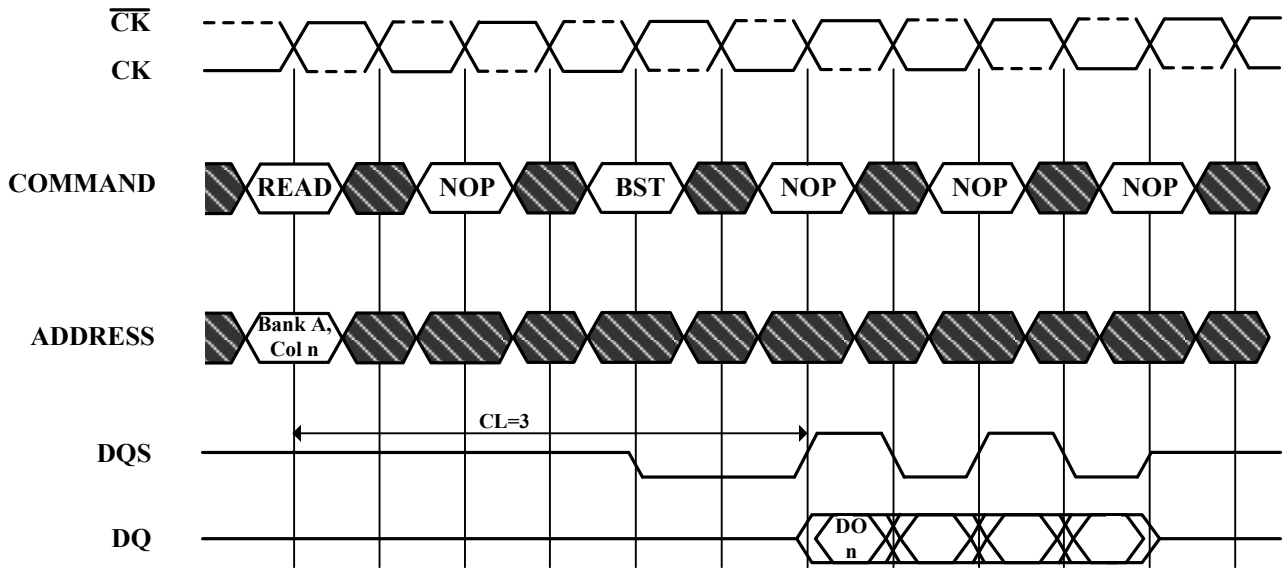 CK
CK
COMMAND READ NOP BST NOP NOP NOP
ADDRESS Bank A,
Col n
CL=3
DQS
DQ DO
n